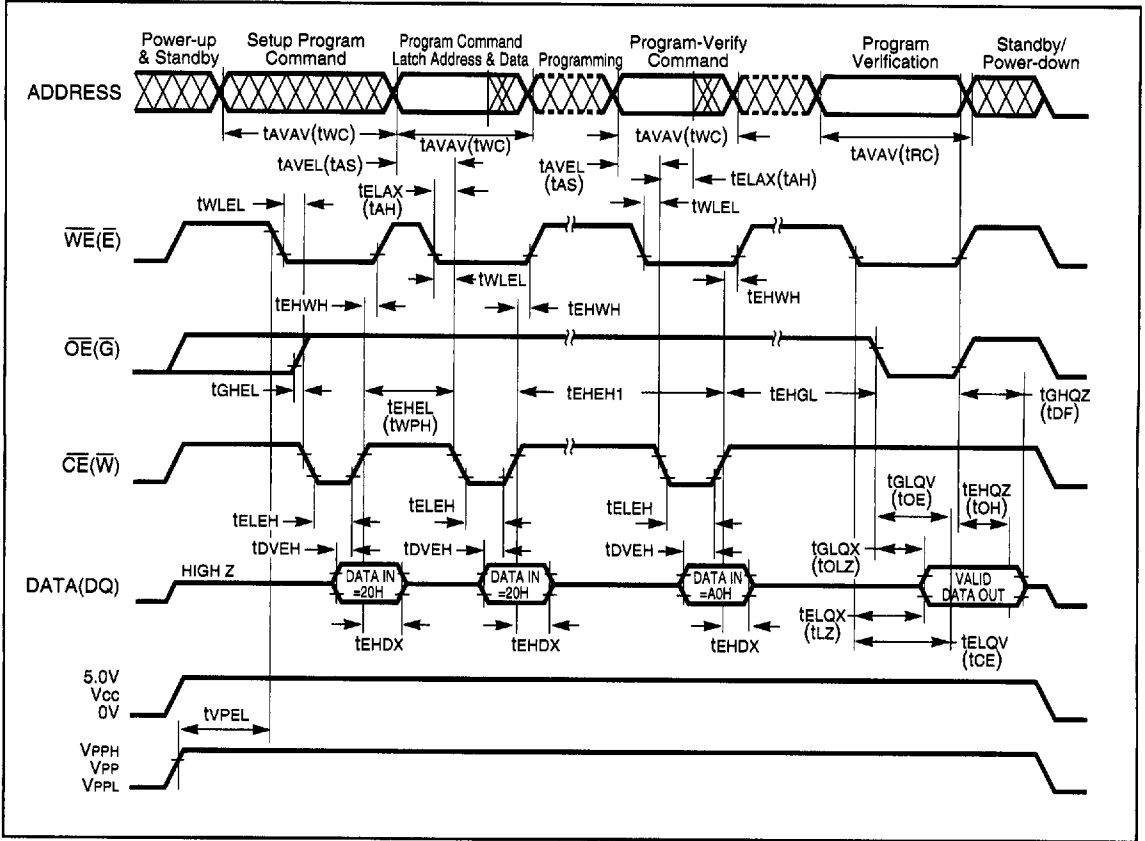 Power-up & Standby
Setup Program Command
Program Command Latch Address & Data
Programming
Program-Verify Command
Program Verification
Standby/ Power-down
ADDRESS
tAVAV(tWC)
tAVAV(tWC)
tAVAV(tWC)
tAVAV(tRC)
tAVEL(tAS)
tAVEL (tAS)
tELAX (tAH)
tELAX(tAH)
tWLEL
tWLEL
W̅E̅(E̅)
tWLEL
tEHWH
tEHWH
tEHWH
O̅E̅(G̅)
tGHEL
tEHEL (tWPH)
tEHEH1
tEHGL
tGHQZ (tDF)
C̅E̅(W̅)
tELEH
tELEH
tELEH
tGLQV (tOE)
tEHQZ (tOH)
tDVEH
tDVEH
tDVEH
tGLQX (tOLZ)
DATA(DQ)
HIGH Z
DATA IN =20H
DATA IN =20H
DATA IN =A0H
VALID DATA OUT
tEHDX
tEHDX
tEHDX
tELQX (tLZ)
tELQV (tCE)
5.0V
VCC
0V
tVPEL
VPPH
VPP
VPPL